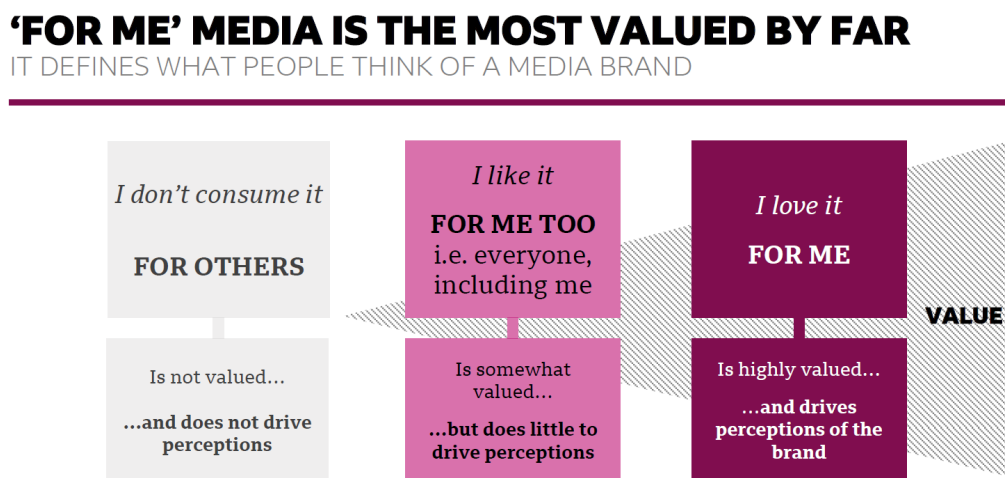 ‘FOR ME’ MEDIA IS THE MOST VALUED BY FAR
IT DEFINES WHAT PEOPLE THINK OF A MEDIA BRAND
I don’t consume it
FOR OTHERS
I like it
FOR ME TOO
i.e. everyone,
including me
I love it
FOR ME
VALUE
Is not valued…
…and does not drive
perceptions
Is somewhat
valued…
…but does little to
drive perceptions
Is highly valued…
…and drives
perceptions of the
brand